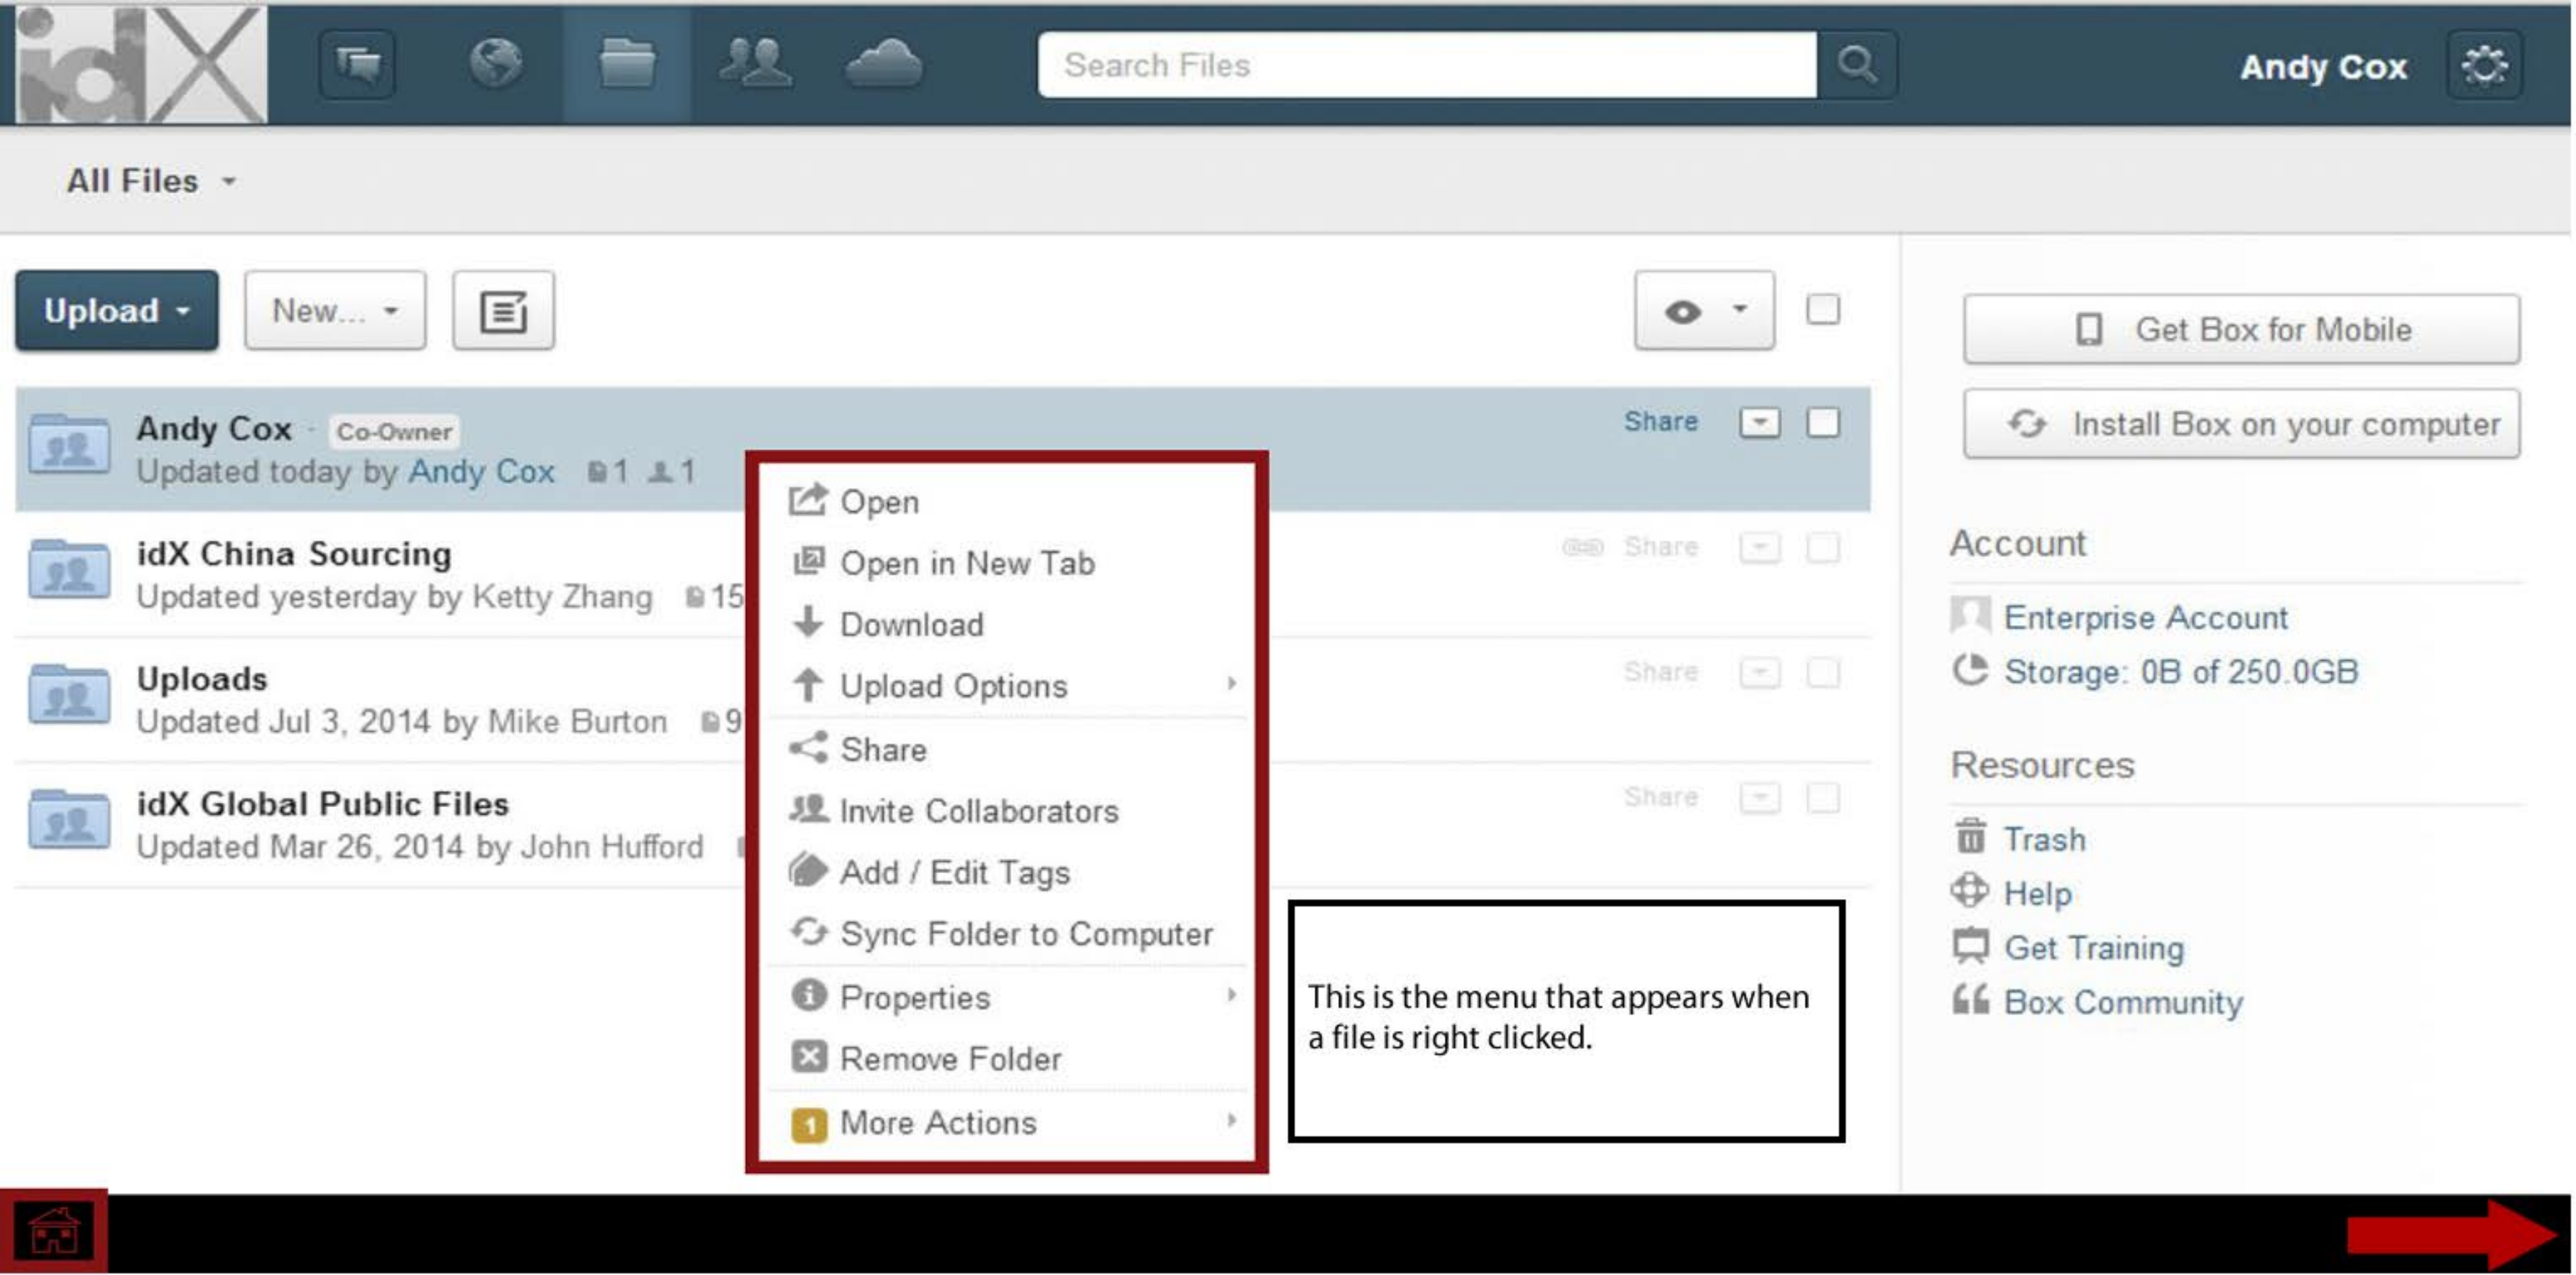 idX
Search Files
Andy Cox
All Files
Upload
New...
Get Box for Mobile
Install Box on your computer
Andy Cox · Co-Owner
Updated today by Andy Cox 1 1
Share
idX China Sourcing
Updated yesterday by Ketty Zhang 15
Share
Uploads
Updated Jul 3, 2014 by Mike Burton 9
Share
idX Global Public Files
Updated Mar 26, 2014 by John Hufford
Share
Open
Open in New Tab
Download
Upload Options
Share
Invite Collaborators
Add / Edit Tags
Sync Folder to Computer
Properties
Remove Folder
1 More Actions
This is the menu that appears when
a file is right clicked.
Account
Enterprise Account
Storage: 0B of 250.0GB
Resources
Trash
Help
Get Training
Box Community